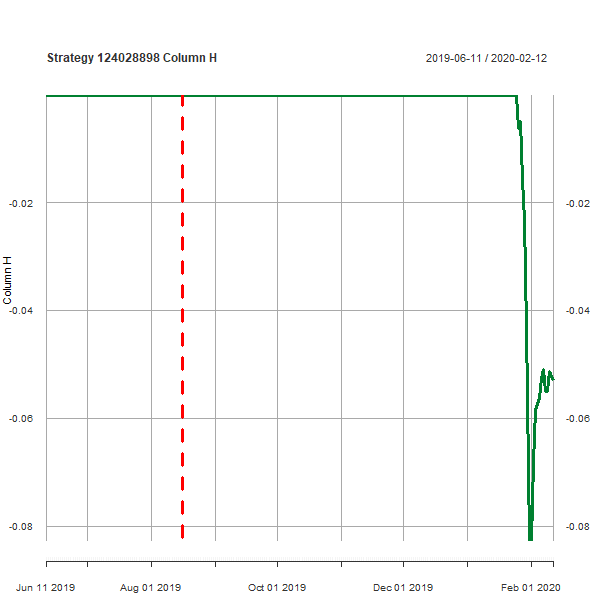 Strategy 124028898 Column H 2019-06-11 / 2020-02-12
-0.02 -0.02
-0.04 -0.04
-0.06 -0.06
-0.08 -0.08
Column H
Jun 11 2019 Aug 01 2019 Oct 01 2019 Dec 01 2019 Feb 01 2020